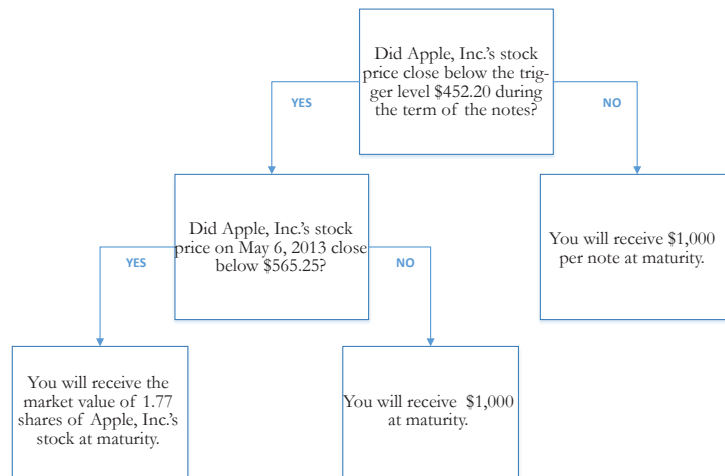 Did Apple, Inc.'s stock
price close below the trig-
ger level $452.20 during
the term of the notes?
YES
NO
Did Apple, Inc.'s stock
price on May 6, 2013 close
below $565.25?
You will receive $1,000
per note at maturity.
YES
NO
You will receive the
market value of 1.77
shares of Apple, Inc.'s
stock at maturity.
You will receive $1,000
at maturity.